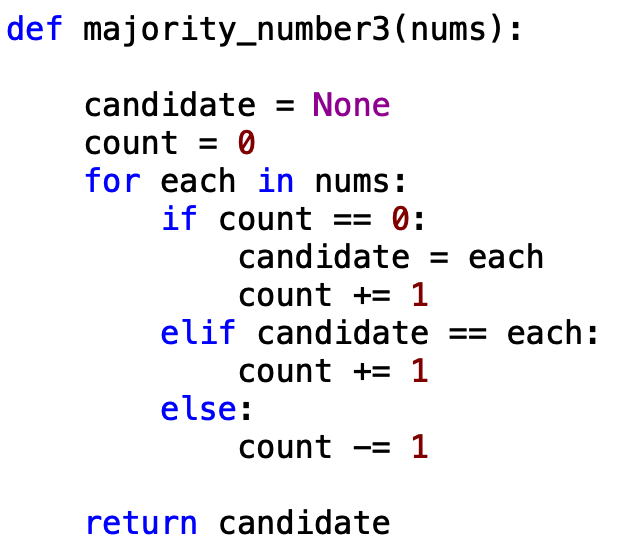 def majority_number3(nums):

    candidate = None
    count = 0
    for each in nums:
        if count == 0:
            candidate = each
            count += 1
        elif candidate == each:
            count += 1
        else:
            count -= 1

    return candidate